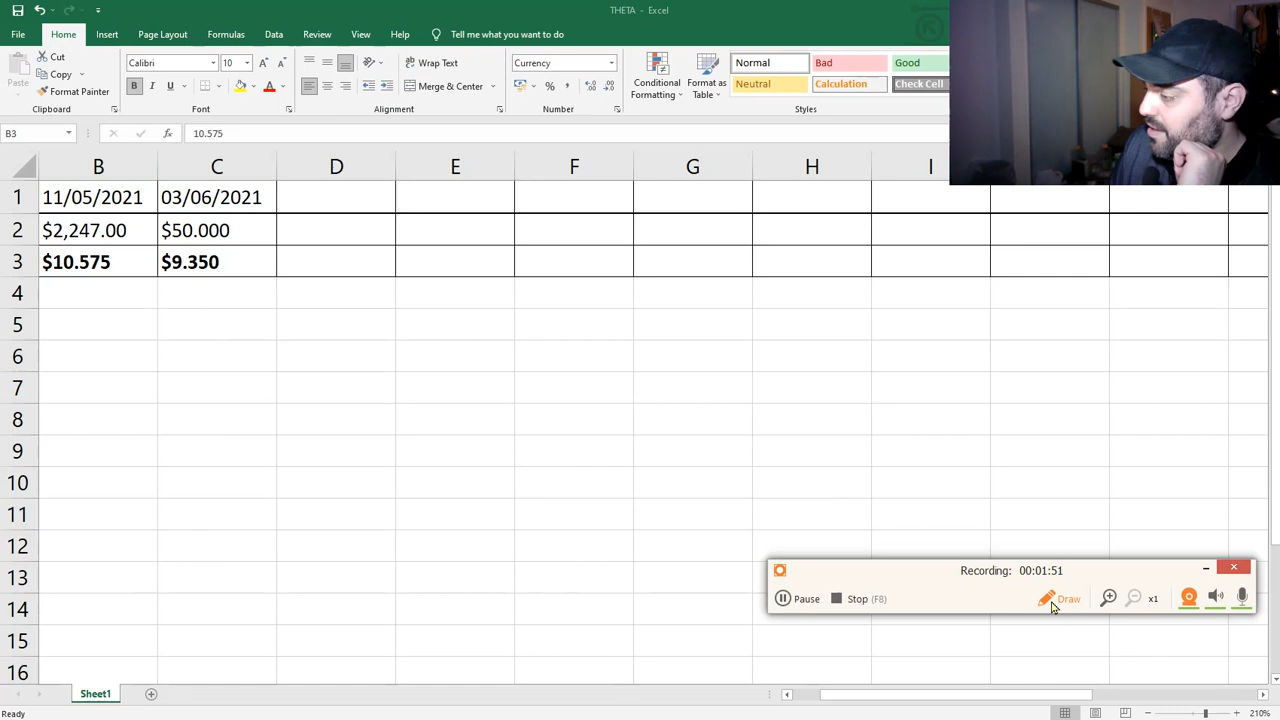 THETA - Excel
File Home Insert Page Layout Formulas Data Review View Help Tell me what you want to do
Paste
Cut
Copy
Format Painter
Clipboard
Calibri 10
B I U
Font
Wrap Text
Merge & Center
Alignment
Currency
Number
Conditional Formatting
Format as Table
Normal Bad Good
Neutral Calculation Check Cell
Styles
B3 10.575
B C D E F G H I
1 11/05/2021 03/06/2021
2 $2,247.00 $50.000
3 $10.575 $9.350
4
5
6
7
8
9
10
11
12
13
14
15
16
Recording: 00:01:51
Pause Stop (F8) Draw x1
Sheet1
Ready 210%